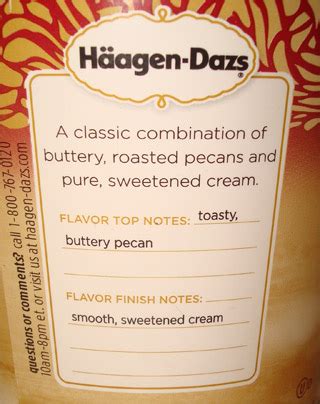 Häagen-Dazs®
A classic combination of
buttery, roasted pecans and
pure, sweetened cream.
FLAVOR TOP NOTES: toasty,
buttery pecan
FLAVOR FINISH NOTES:
smooth, sweetened cream
questions or comments? call 1-800-767-0120
10am-8pm et. or visit us at haagen-dazs.com